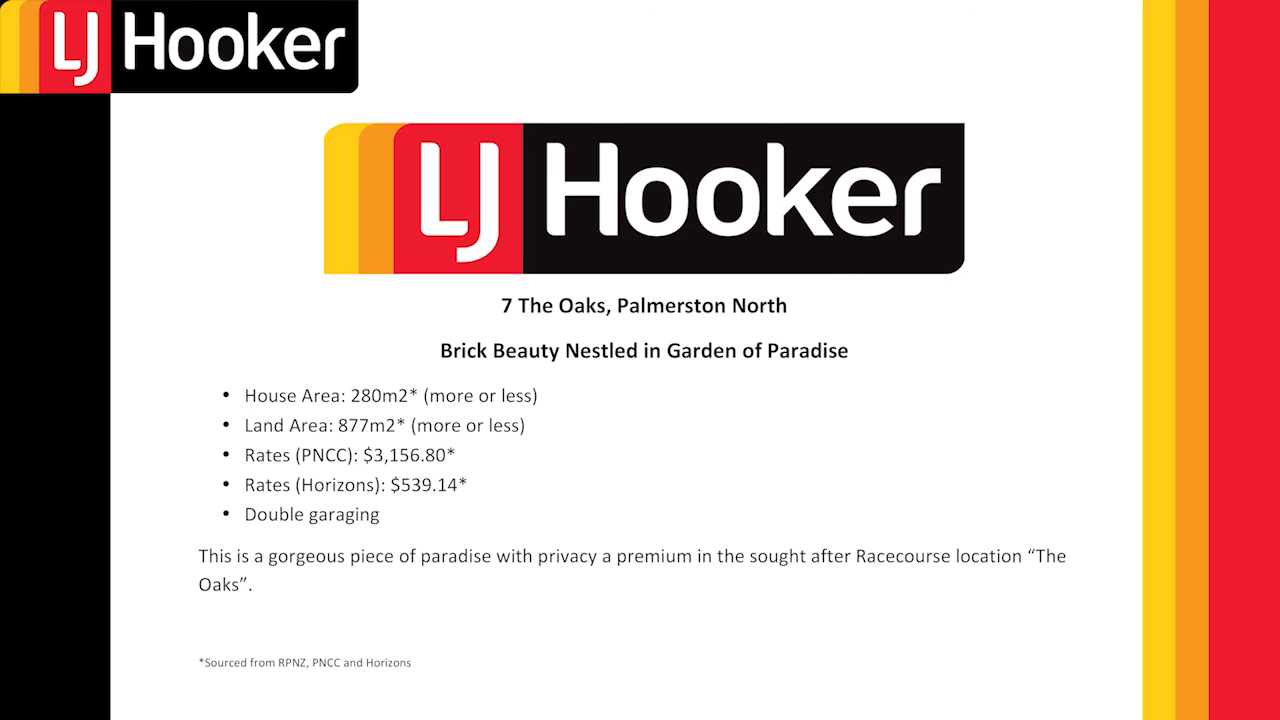 LJ Hooker
LJ Hooker
7 The Oaks, Palmerston North
Brick Beauty Nestled in Garden of Paradise
• House Area: 280m2* (more or less)
• Land Area: 877m2* (more or less)
• Rates (PNCC): $3,156.80*
• Rates (Horizons): $539.14*
• Double garaging
This is a gorgeous piece of paradise with privacy a premium in the sought after Racecourse location “The
Oaks”.
*Sourced from RPNZ, PNCC and Horizons